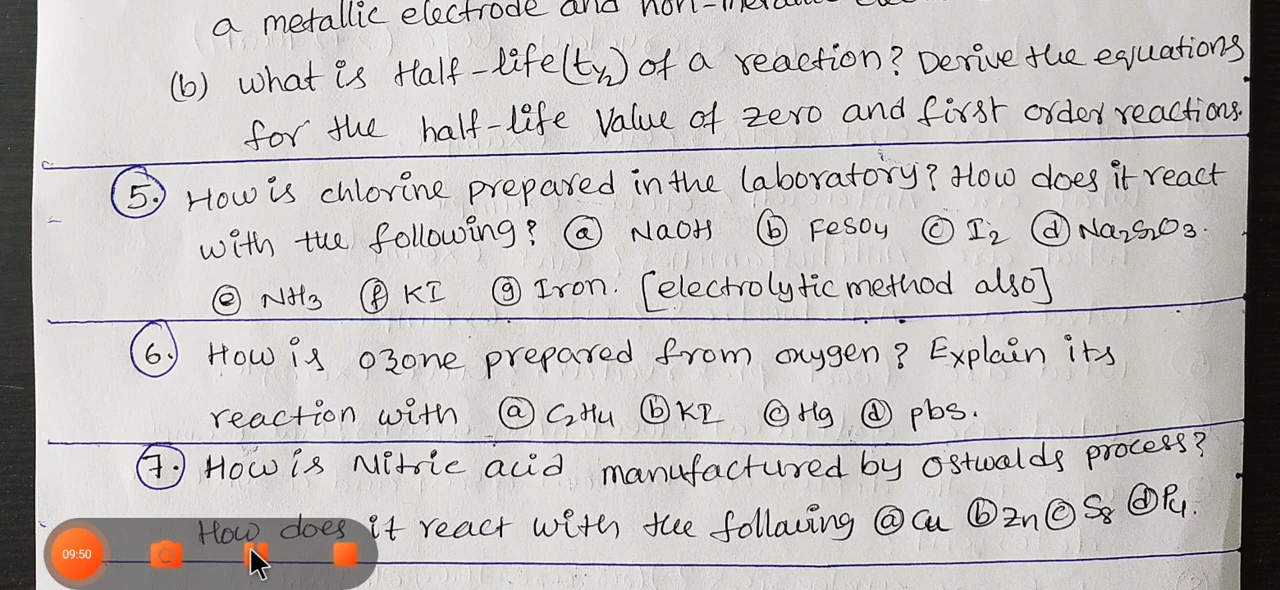 a metallic electrode and non-metallic
(b) what is Half-life(t½) of a reaction? Derive the equations
for the half-life value of zero and first order reactions.
5. How is chlorine prepared in the laboratory? How does it react
with the following? ⓐ NaOH ⓑ FeSO4 ⓒ I2 ⓓ Na2S2O3.
ⓔ NH3 ⓕ KI ⓖ Iron. [electrolytic method also]
6. How is ozone prepared from oxygen? Explain its
reaction with ⓐ C2H4 ⓑ KI ⓒ Hg ⓓ pbs.
7. How is Nitric acid manufactured by ostwalds process?
How does it react with the following ⓐ Cu ⓑ Zn ⓒ S8 ⓓ P4.
09:50